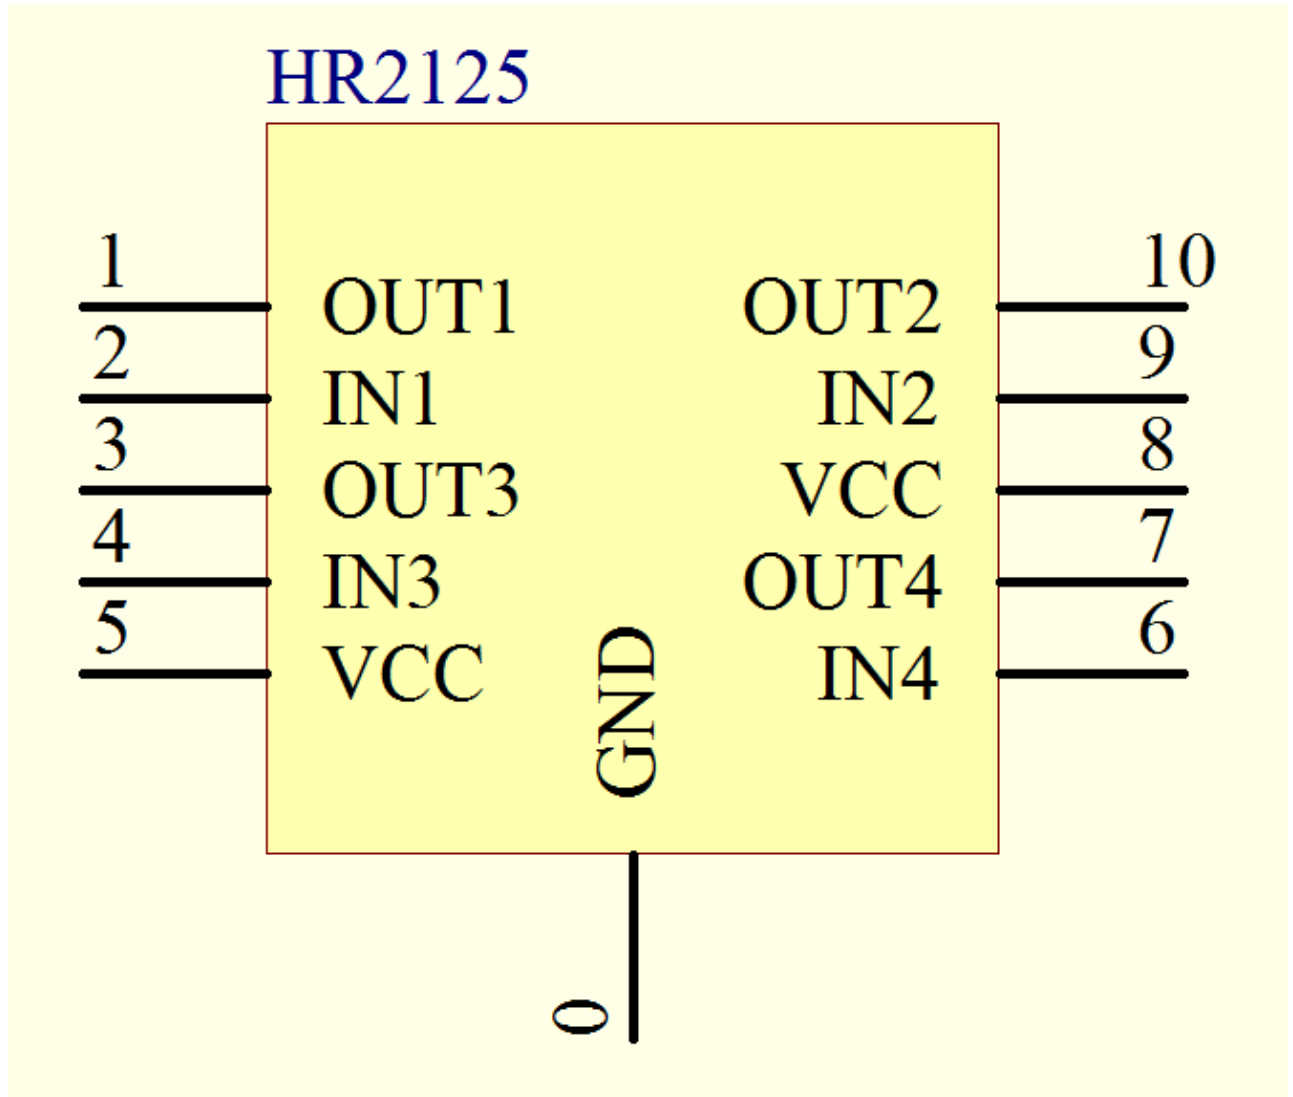 HR2125
1 OUT1 OUT2 10
2 IN1 IN2 9
3 OUT3 VCC 8
4 IN3 OUT4 7
5 VCC IN4 6
GND
0